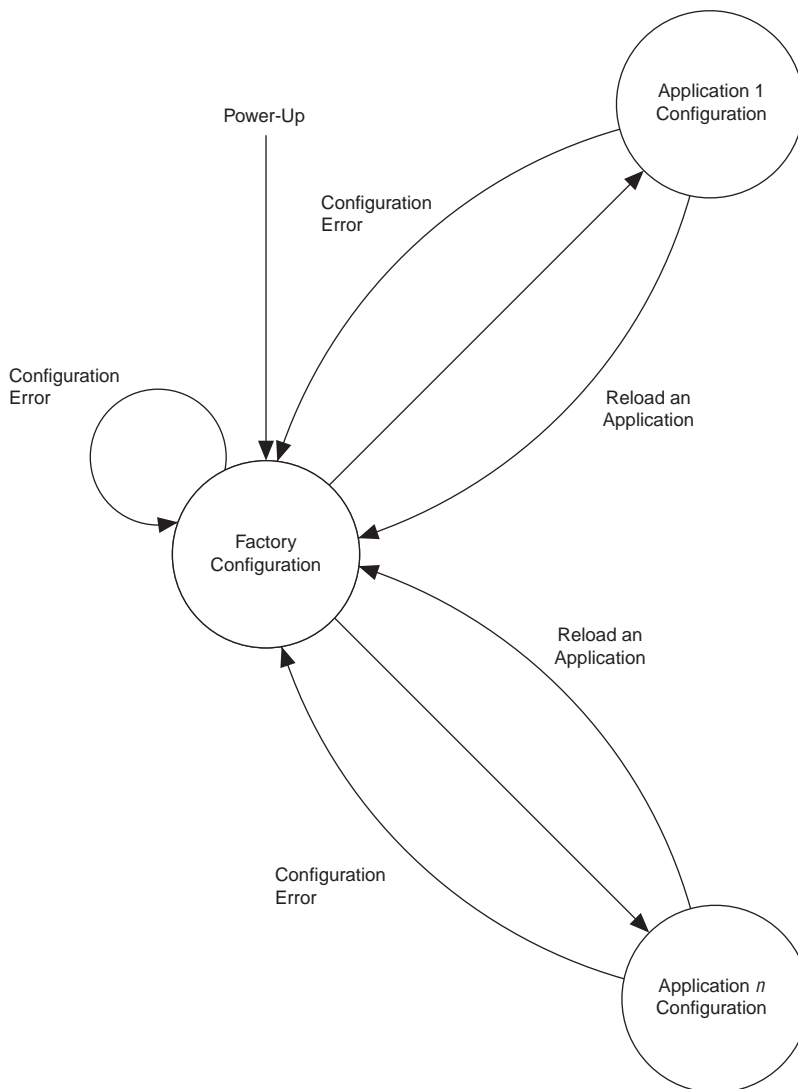 Application 1
Configuration
Power-Up
Configuration
Error
Configuration
Error
Reload an
Application
Factory
Configuration
Reload an
Application
Configuration
Error
Application n
Configuration